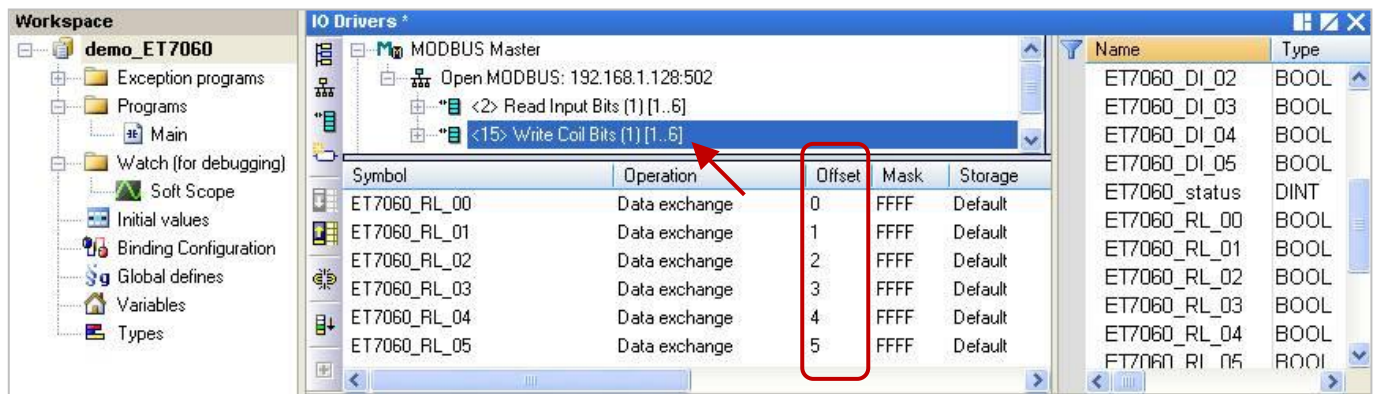 Workspace
demo_ET7060
Exception programs
Programs
Main
Watch (for debugging)
Soft Scope
Initial values
Binding Configuration
Global defines
Variables
Types
IO Drivers *
MODBUS Master
Open MODBUS: 192.168.1.128:502
<2> Read Input Bits (1) [1..6]
<15> Write Coil Bits (1) [1..6]
Symbol Operation Offset Mask Storage
ET7060_RL_00 Data exchange 0 FFFF Default
ET7060_RL_01 Data exchange 1 FFFF Default
ET7060_RL_02 Data exchange 2 FFFF Default
ET7060_RL_03 Data exchange 3 FFFF Default
ET7060_RL_04 Data exchange 4 FFFF Default
ET7060_RL_05 Data exchange 5 FFFF Default
Name Type
ET7060_DI_02 BOOL
ET7060_DI_03 BOOL
ET7060_DI_04 BOOL
ET7060_DI_05 BOOL
ET7060_status DINT
ET7060_RL_00 BOOL
ET7060_RL_01 BOOL
ET7060_RL_02 BOOL
ET7060_RL_03 BOOL
ET7060_RL_04 BOOL
ET7060_RL_05 BOOL